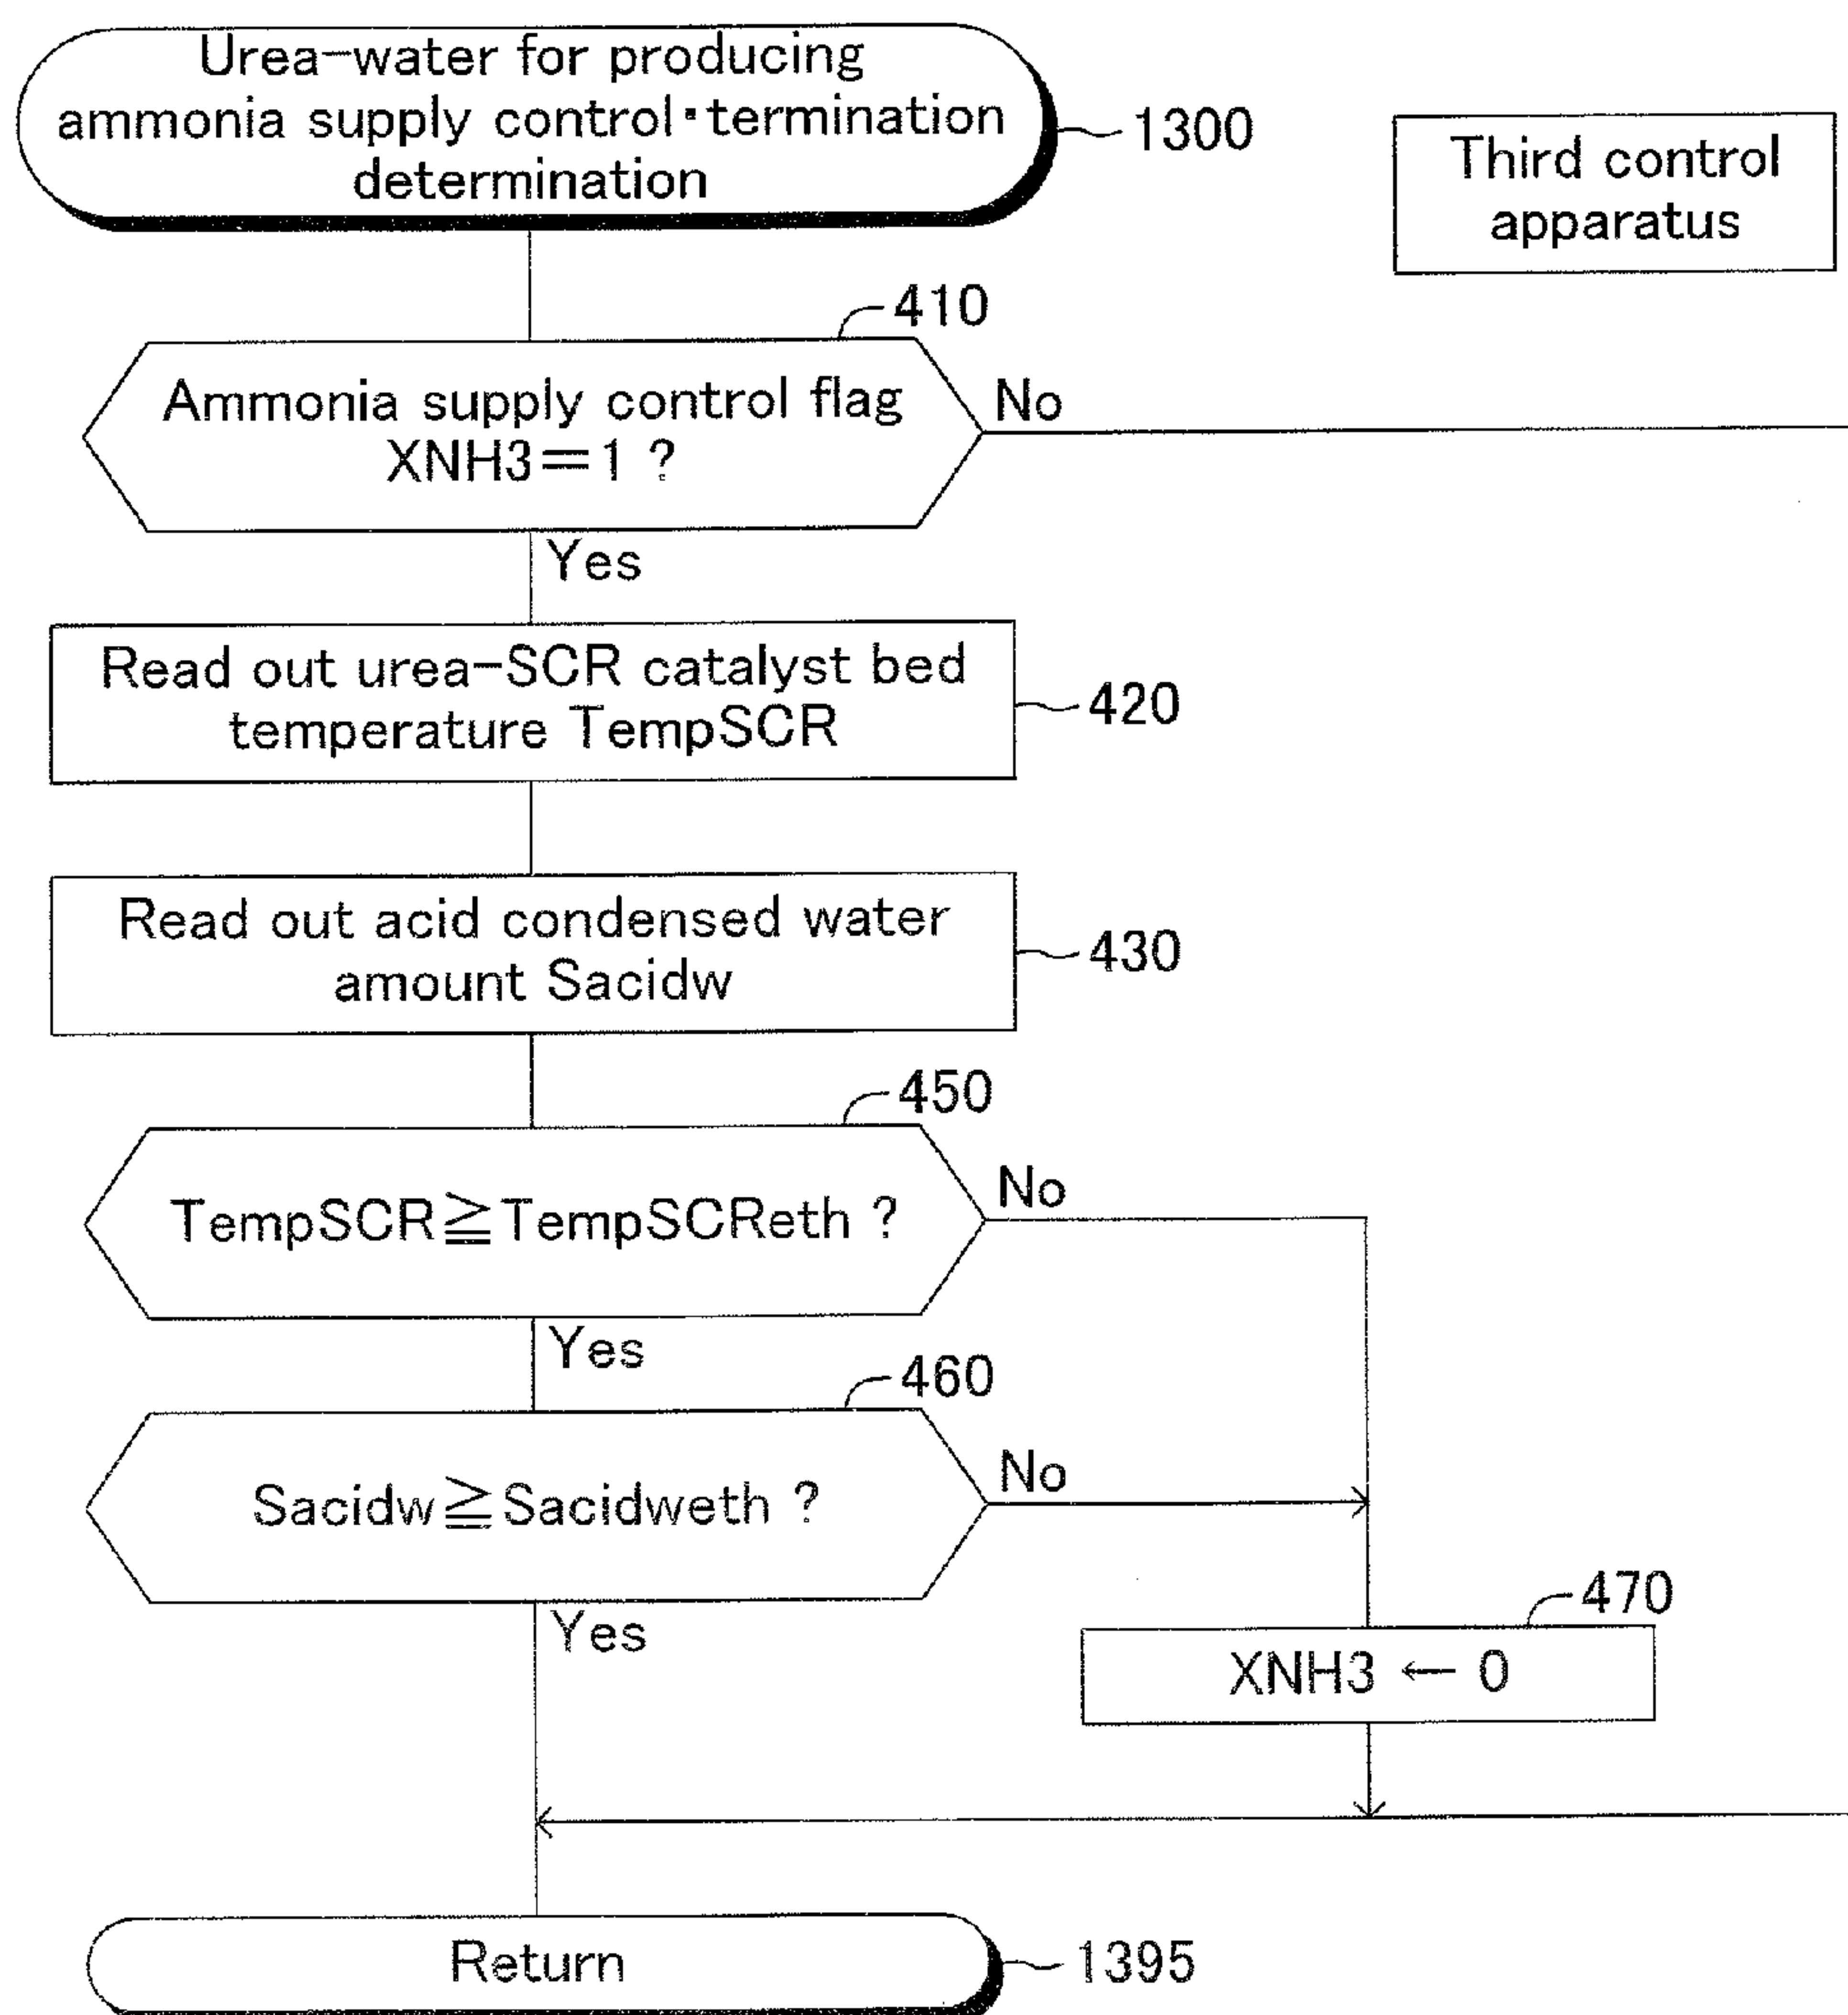 Urea-water for producing
ammonia supply control・termination
determination
1300
Third control
apparatus
410
Ammonia supply control flag
XNH3=1 ?
No
Yes
Read out urea-SCR catalyst bed
temperature TempSCR
420
Read out acid condensed water
amount Sacidw
430
450
TempSCR≧TempSCReth ?
No
Yes
460
Sacidw≧Sacidweth ?
No
Yes
470
XNH3 ← 0
Return
1395